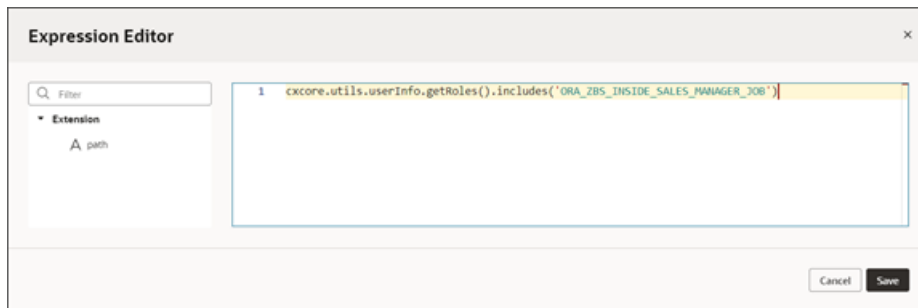 Expression Editor
×
Filter
Extension
A path
1 cxcore.utils.userInfo.getRoles().includes('ORA_ZBS_INSIDE_SALES_MANAGER_JOB')
Cancel Save